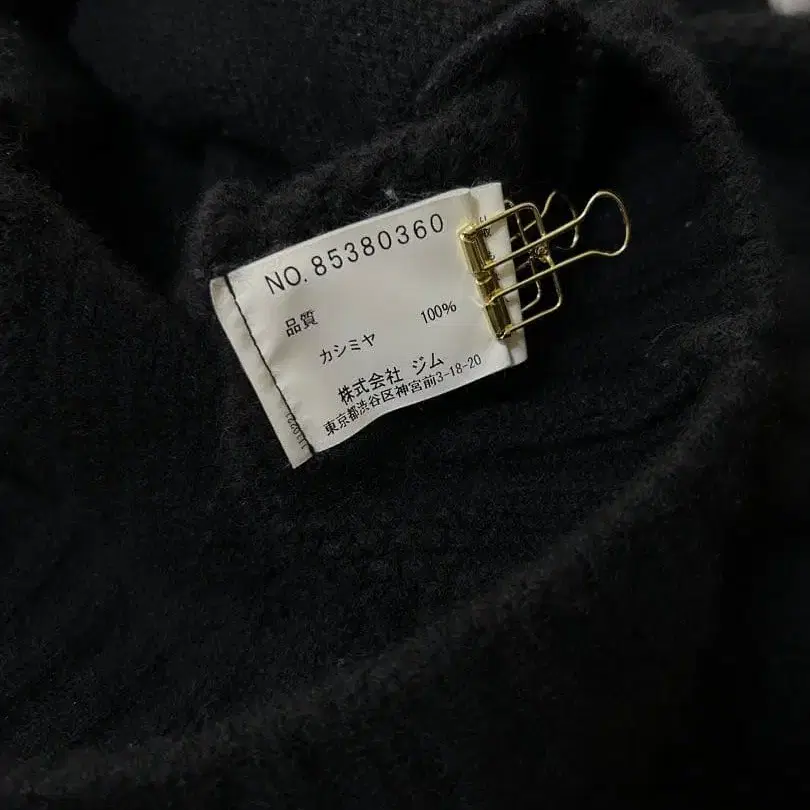 NO. 85380360
品質
カシミヤ 100%
株式会社 ジム
東京都渋谷区神宮前3-18-20